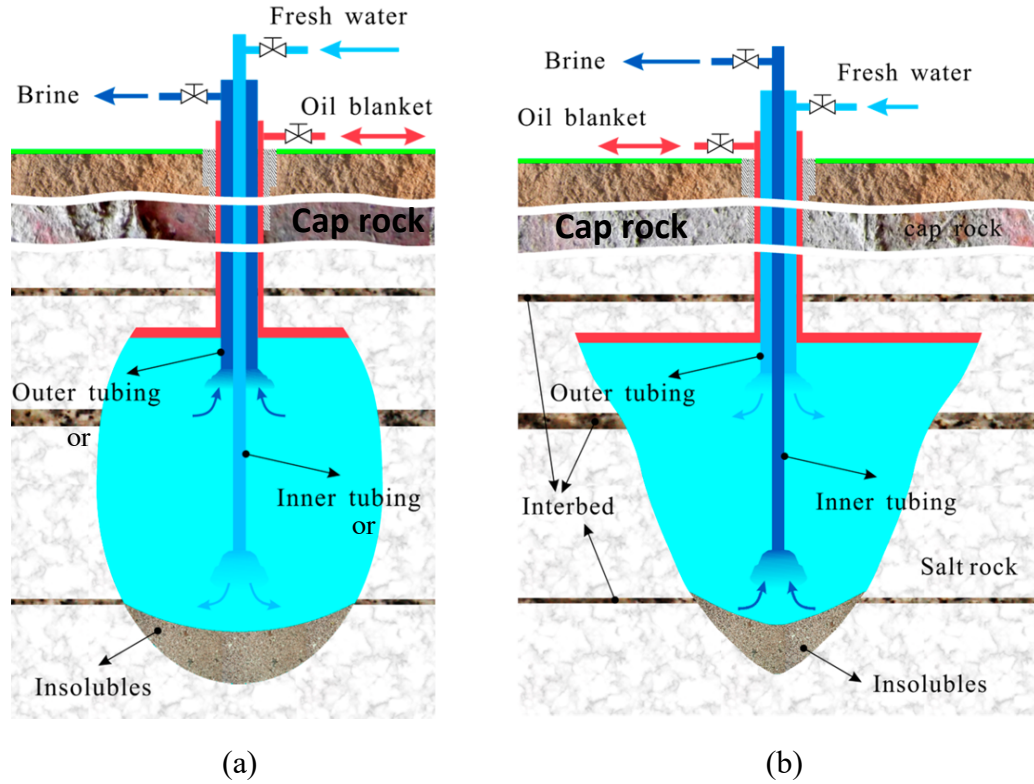 Fresh water
Brine
Oil blanket
Cap rock
Outer tubing
or
Inner tubing
or
Insolubles
(a)
Brine
Fresh water
Oil blanket
Cap rock
cap rock
Outer tubing
Inner tubing
Interbed
Salt rock
Insolubles
(b)